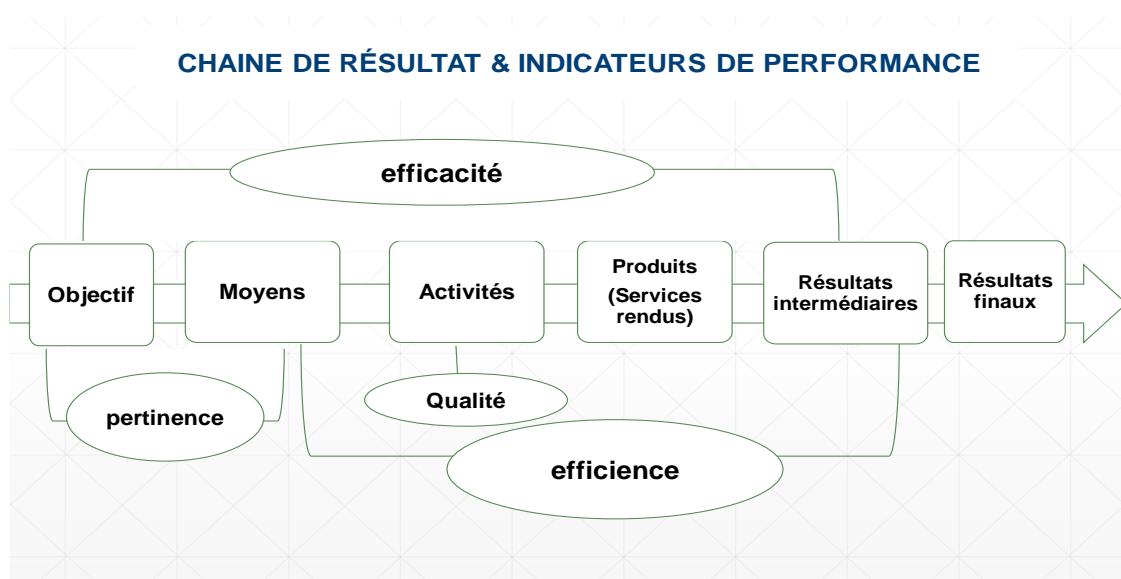 CHAINE DE RÉSULTAT & INDICATEURS DE PERFORMANCE
efficacité
Objectif
Moyens
Activités
Produits
(Services
rendus)
Résultats
intermédiaires
Résultats
finaux
pertinence
Qualité
efficience